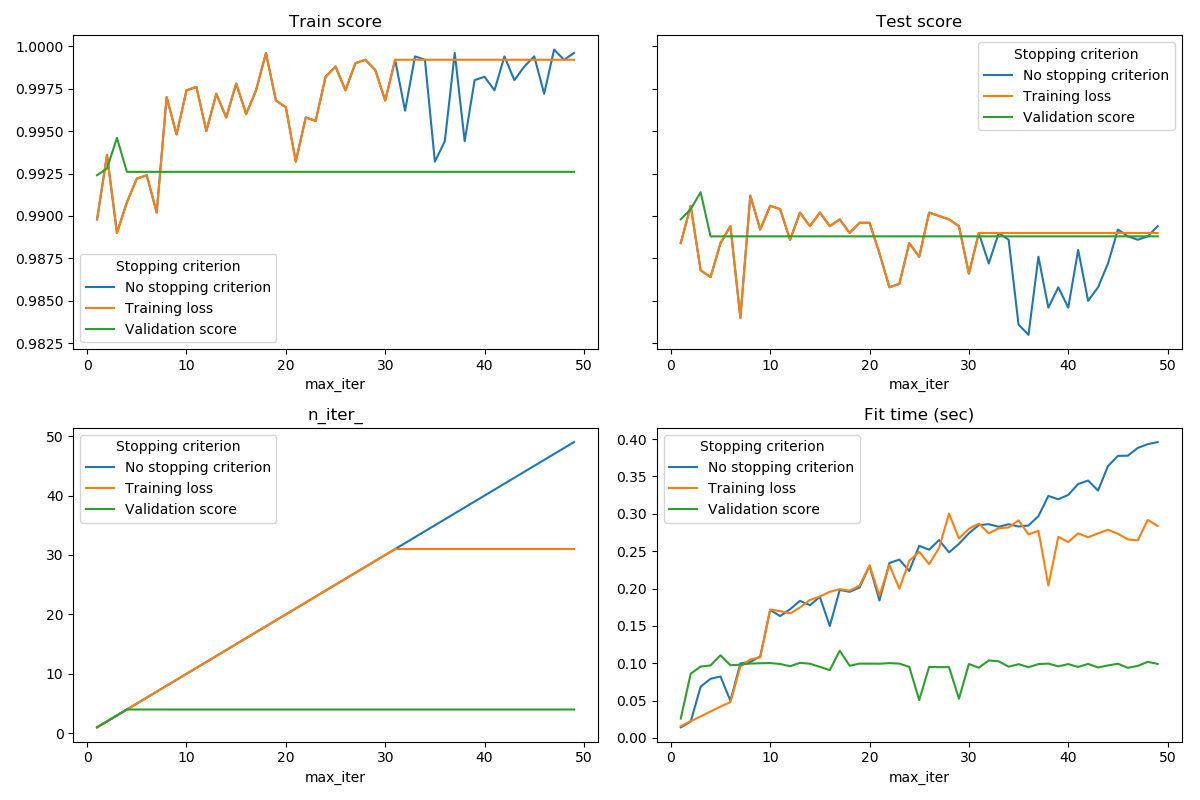 Train score
1.0000
0.9975
0.9950
0.9925
0.9900
0.9875
0.9850
0.9825
Stopping criterion
No stopping criterion
Training loss
Validation score
0 10 20 30 40 50
max_iter
Test score
Stopping criterion
No stopping criterion
Training loss
Validation score
0 10 20 30 40 50
max_iter
n_iter_
50
40
30
20
10
0
Stopping criterion
No stopping criterion
Training loss
Validation score
0 10 20 30 40 50
max_iter
Fit time (sec)
0.40
0.35
0.30
0.25
0.20
0.15
0.10
0.05
0.00
Stopping criterion
No stopping criterion
Training loss
Validation score
0 10 20 30 40 50
max_iter